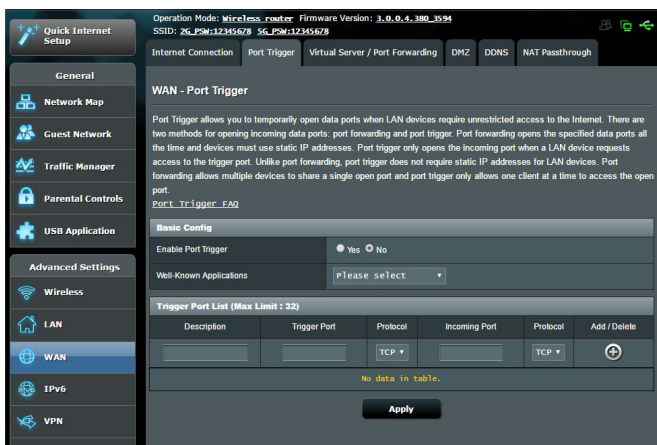 Quick Internet
Setup
General
Network Map
Guest Network
Traffic Manager
Parental Controls
USB Application
Advanced Settings
Wireless
LAN
WAN
IPv6
VPN
Operation Mode: Wireless router Firmware Version: 3.0.0.4.380_3594
SSID: 2G_PSW:12345678 5G_PSW:12345678
Internet Connection Port Trigger Virtual Server / Port Forwarding DMZ DDNS NAT Passthrough
WAN - Port Trigger
Port Trigger allows you to temporarily open data ports when LAN devices require unrestricted access to the Internet. There are
two methods for opening incoming data ports: port forwarding and port trigger. Port forwarding opens the specified data ports all
the time and devices must use static IP addresses. Port trigger only opens the incoming port when a LAN device requests
access to the trigger port. Unlike port forwarding, port trigger does not require static IP addresses for LAN devices. Port
forwarding allows multiple devices to share a single open port and port trigger only allows one client at a time to access the open
port.
Port Trigger FAQ
Basic Config
Enable Port Trigger Yes No
Well-Known Applications Please select
Trigger Port List (Max Limit : 32)
Description Trigger Port Protocol Incoming Port Protocol Add / Delete
TCP TCP
No data in table.
Apply